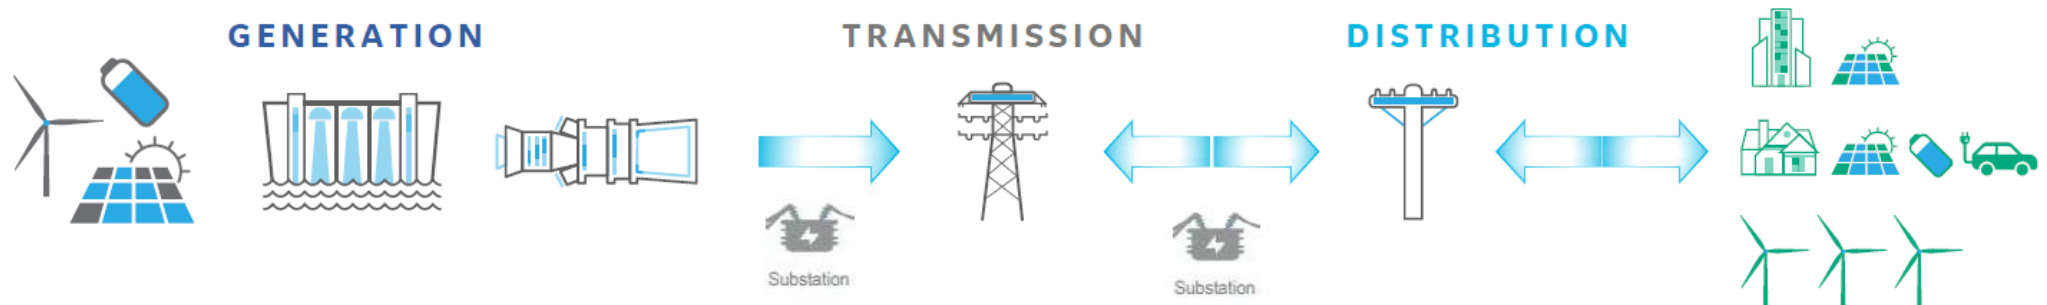 GENERATION
TRANSMISSION
DISTRIBUTION
Substation
Substation